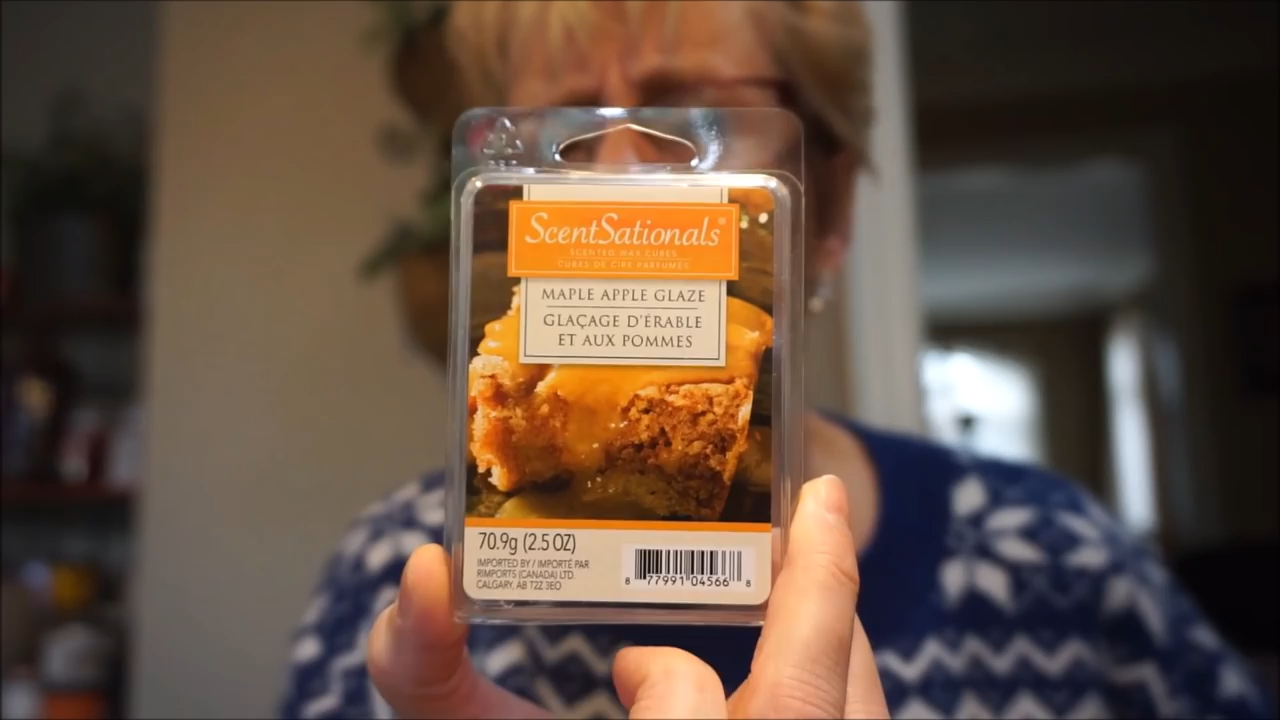 ScentSationals®
SCENTED WAX CUBES
CUBES DE CIRE PARFUMÉS
MAPLE APPLE GLAZE
GLAÇAGE D'ÉRABLE
ET AUX POMMES
70.9g (2.5 OZ)
IMPORTED BY / IMPORTÉ PAR
RIMPORTS (CANADA) LTD.
CALGARY, AB T2Z 3E0
8 77991 04566 8